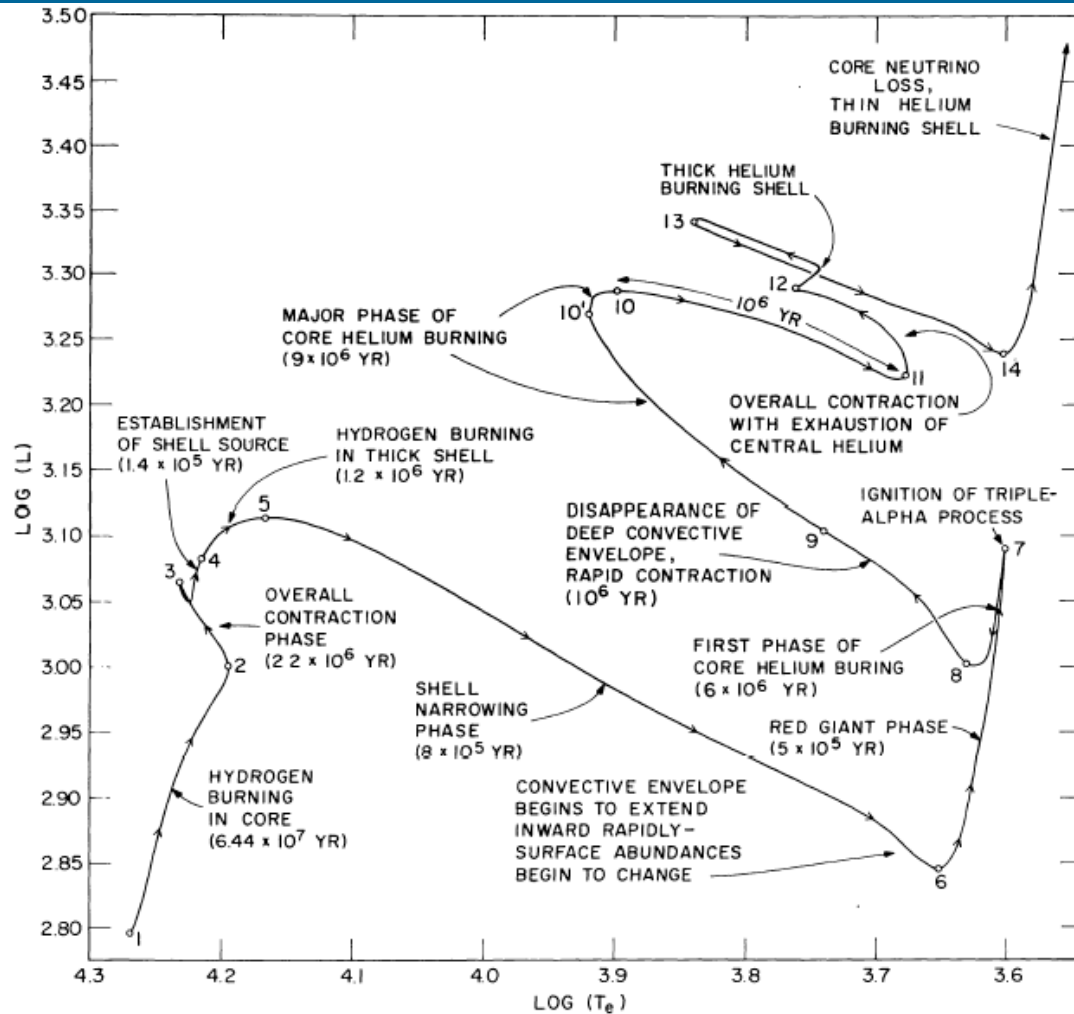 3.50
3.45
3.40
3.35
3.30
3.25
3.20
3.15
3.10
3.05
3.00
2.95
2.90
2.85
2.80
LOG (L)
4.3
4.2
4.1
4.0
3.9
3.8
3.7
3.6
LOG (Te)
CORE NEUTRINO
LOSS,
THIN HELIUM
BURNING SHELL
THICK HELIUM
BURNING SHELL
13
12
10
10'
10⁶ YR
11
14
MAJOR PHASE OF
CORE HELIUM BURNING
(9 x 10⁶ YR)
OVERALL CONTRACTION
WITH EXHAUSTION OF
CENTRAL HELIUM
ESTABLISHMENT
OF SHELL SOURCE
(1.4 x 10⁵ YR)
HYDROGEN BURNING
IN THICK SHELL
(1.2 x 10⁶ YR)
5
4
3
IGNITION OF TRIPLE-
ALPHA PROCESS
7
DISAPPEARANCE OF
DEEP CONVECTIVE
ENVELOPE,
RAPID CONTRACTION
(10⁶ YR)
9
OVERALL
CONTRACTION
PHASE
(2.2 x 10⁶ YR)
2
FIRST PHASE OF
CORE HELIUM BURING
(6 x 10⁶ YR)
8
SHELL
NARROWING
PHASE
(8 x 10⁵ YR)
RED GIANT PHASE
(5 x 10⁵ YR)
HYDROGEN
BURNING
IN CORE
(6.44 x 10⁷ YR)
CONVECTIVE ENVELOPE
BEGINS TO EXTEND
INWARD RAPIDLY-
SURFACE ABUNDANCES
BEGIN TO CHANGE
6
1